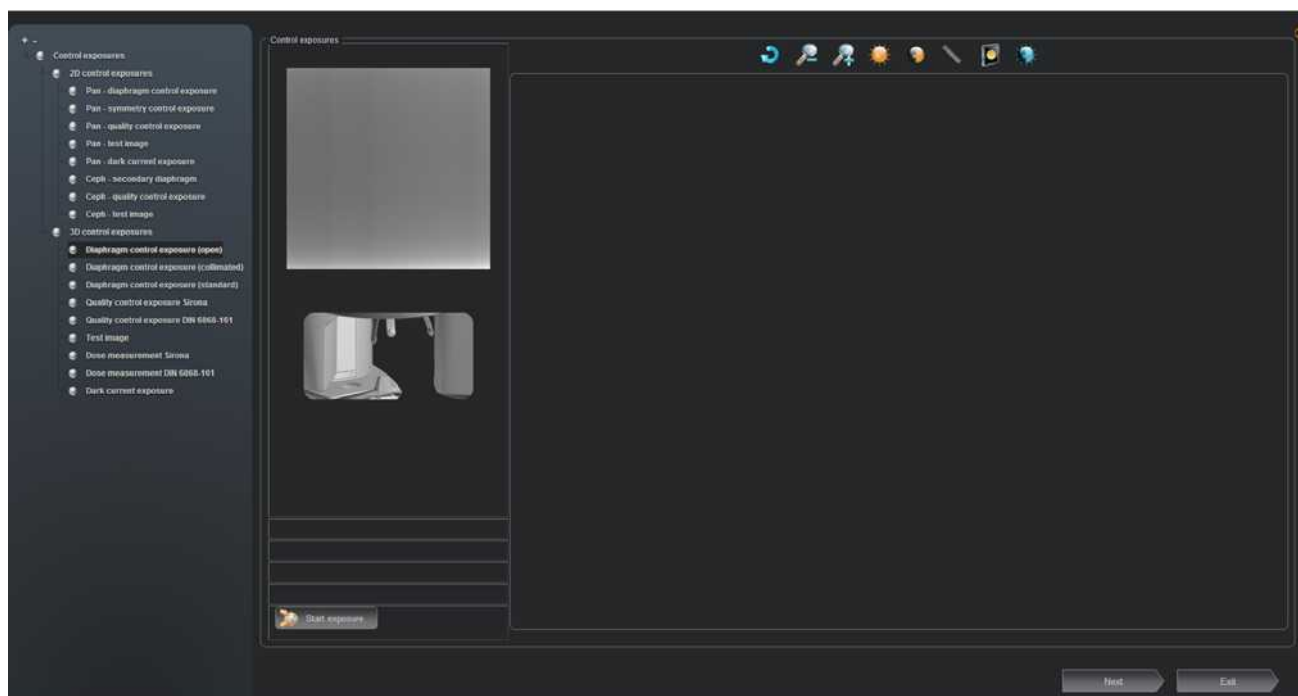 Control exposures
2D control exposures
Pan - diaphragm control exposure
Pan - symmetry control exposure
Pan - quality control exposure
Pan - test image
Pan - dark current exposure
Ceph - secondary diaphragm
Ceph - quality control exposure
Ceph - test image
3D control exposures
Diaphragm control exposure (open)
Diaphragm control exposure (collimated)
Diaphragm control exposure (standard)
Quality control exposure Sirona
Quality control exposure DIN 6868-101
Test image
Dose measurement Sirona
Dose measurement DIN 6868-101
Dark current exposure
Control exposures
Start exposure
Next
Exit